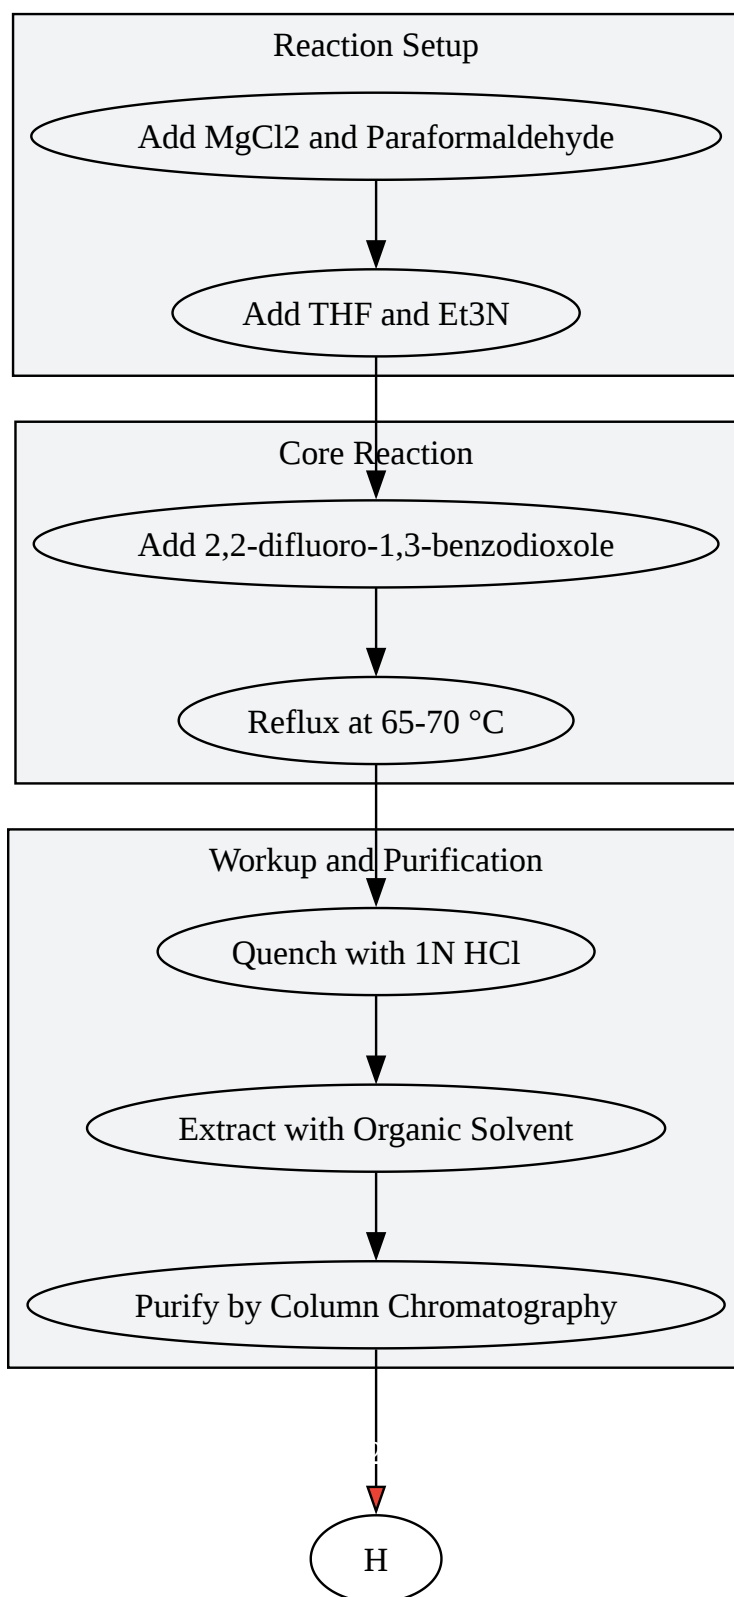 Reaction Setup
Add MgCl2 and Paraformaldehyde
Add THF and Et3N
Core Reaction
Add 2,2-difluoro-1,3-benzodioxole
Reflux at 65-70 °C
Workup and Purification
Quench with 1N HCl
Extract with Organic Solvent
Purify by Column Chromatography
H